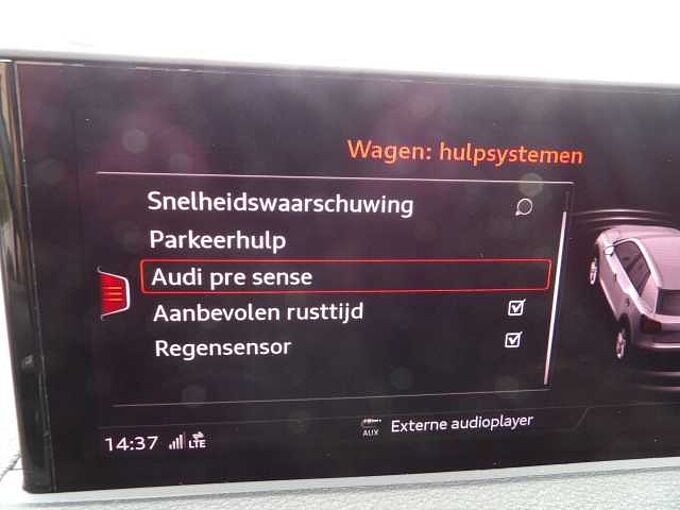 Wagen: hulpsystemen
Snelheidswaarschuwing
Parkeerhulp
Audi pre sense
Aanbevolen rusttijd
Regensensor
AUX Externe audioplayer
14:37 LTE